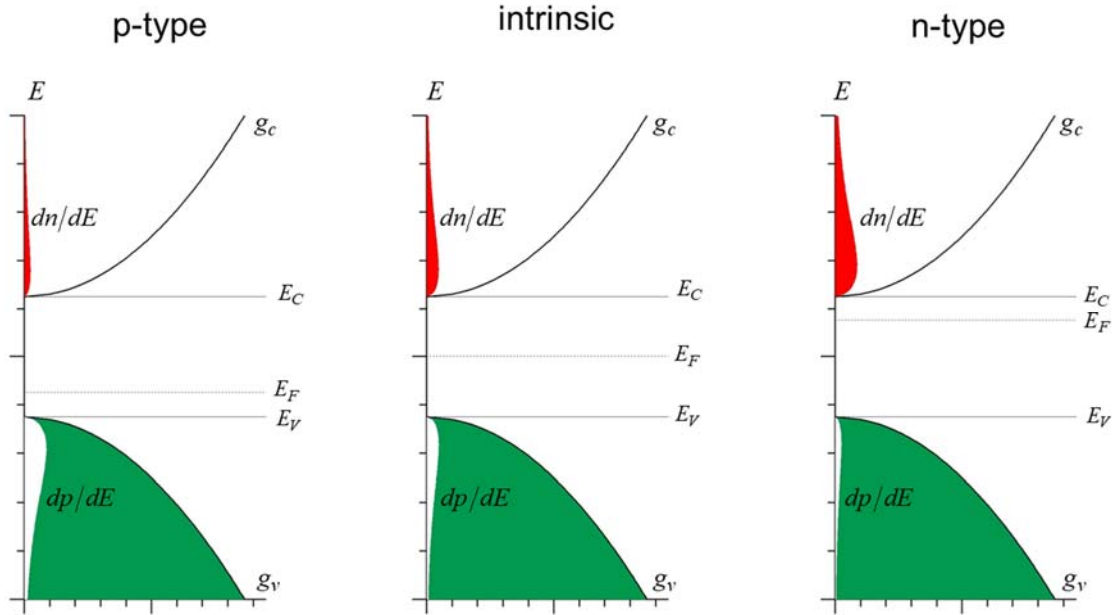 p-type
intrinsic
n-type
E
g_c
dn/dE
E_C
E_F
E_V
dp/dE
g_v
E
g_c
dn/dE
E_C
E_F
E_V
dp/dE
g_v
E
g_c
dn/dE
E_C
E_F
E_V
dp/dE
g_v